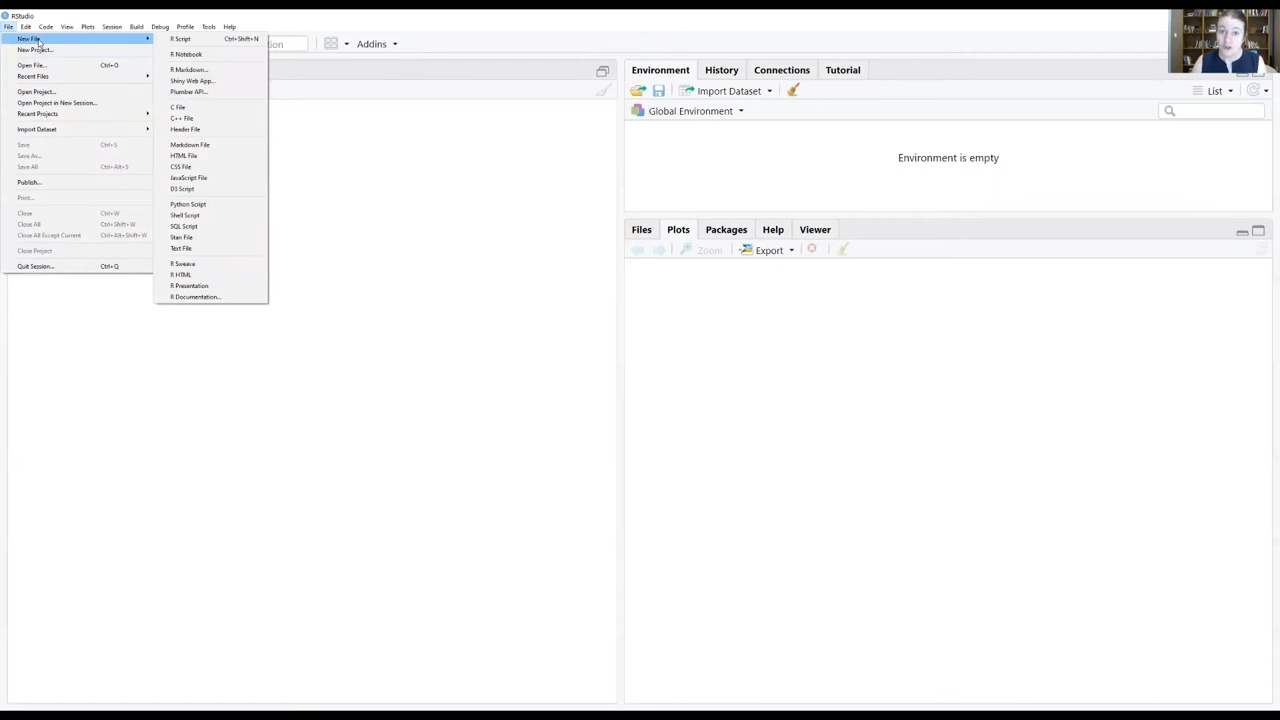 RStudio
File Edit Code View Plots Session Build Debug Profile Tools Help
New File
New Project...
Open File... Ctrl+O
Recent Files
Open Project...
Open Project in New Session...
Recent Projects
Import Dataset
Save Ctrl+S
Save As...
Save All Ctrl+Alt+S
Publish...
Print...
Close Ctrl+W
Close All Ctrl+Shift+W
Close All Except Current Ctrl+Alt+Shift+W
Close Project
Quit Session... Ctrl+Q
R Script Ctrl+Shift+N
R Notebook
R Markdown...
Shiny Web App...
Plumber API...
C File
C++ File
Header File
Markdown File
HTML File
CSS File
JavaScript File
D3 Script
Python Script
Shell Script
SQL Script
Stan File
Text File
R Sweave
R HTML
R Presentation
R Documentation...
Addins
Environment History Connections Tutorial
Import Dataset List
Global Environment
Environment is empty
Files Plots Packages Help Viewer
Zoom Export